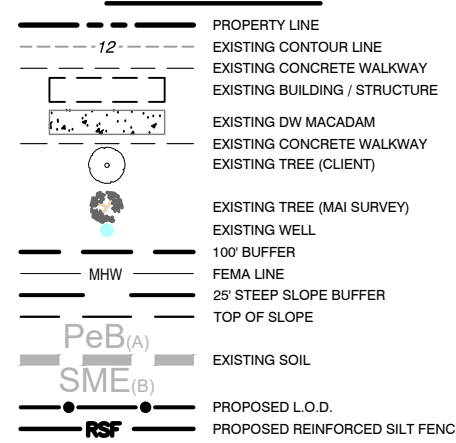 PROPERTY LINE
12 EXISTING CONTOUR LINE
EXISTING CONCRETE WALKWAY
EXISTING BUILDING / STRUCTURE
EXISTING DW MACADAM
EXISTING CONCRETE WALKWAY
EXISTING TREE (CLIENT)
EXISTING TREE (MAI SURVEY)
EXISTING WELL
100' BUFFER
MHW FEMA LINE
25' STEEP SLOPE BUFFER
TOP OF SLOPE
PeB(A)
EXISTING SOIL
SME(B)
PROPOSED L.O.D.
RSF PROPOSED REINFORCED SILT FENC